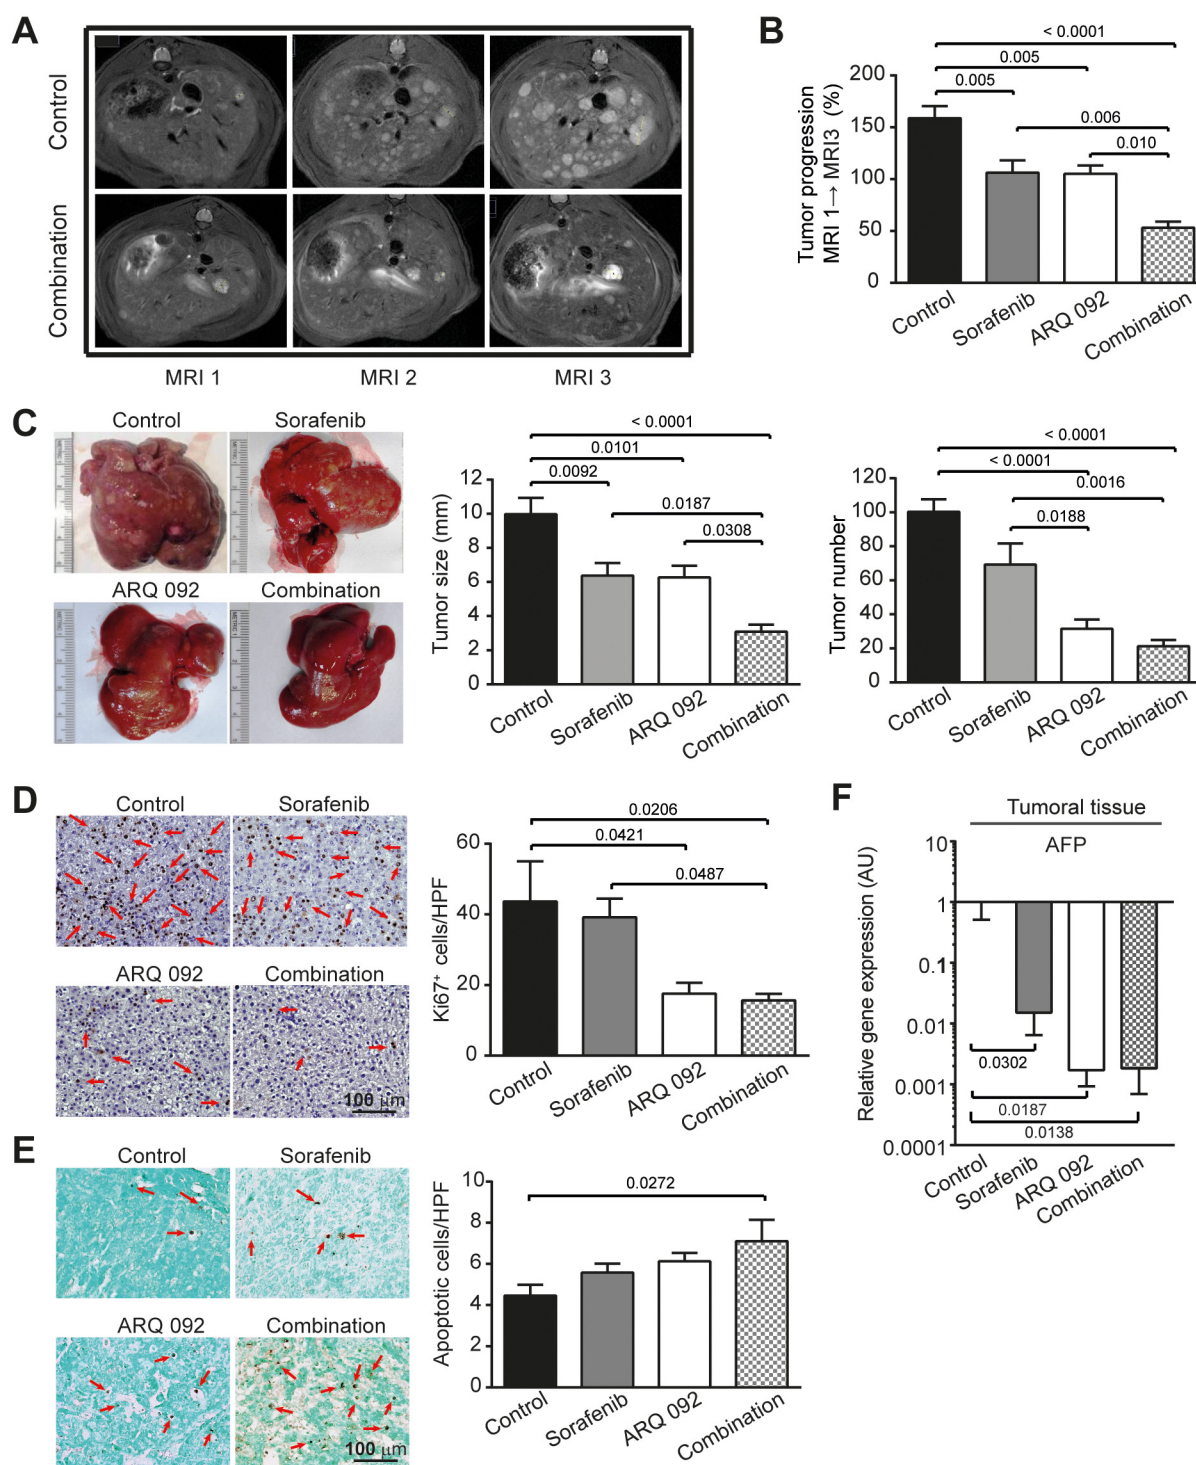 A
Control
Combination
MRI 1
MRI 2
MRI 3
B
Tumor progression
MRI 1→ MRI3 (%)
200
150
100
50
0
< 0.0001
0.005
0.005
0.006
0.010
Control
Sorafenib
ARQ 092
Combination
C
Control
Sorafenib
ARQ 092
Combination
Tumor size (mm)
12
10
8
6
4
2
0
< 0.0001
0.0101
0.0092
0.0187
0.0308
Control
Sorafenib
ARQ 092
Combination
Tumor number
120
100
80
60
40
20
0
< 0.0001
< 0.0001
0.0016
0.0188
Control
Sorafenib
ARQ 092
Combination
D
Control
Sorafenib
ARQ 092
Combination
100 μm
Ki67+ cells/HPF
60
40
20
0
0.0206
0.0421
0.0487
Control
Sorafenib
ARQ 092
Combination
E
Control
Sorafenib
ARQ 092
Combination
100 μm
Apoptotic cells/HPF
10
8
6
4
2
0
0.0272
Control
Sorafenib
ARQ 092
Combination
F
Tumoral tissue
AFP
Relative gene expression (AU)
10
1
0.1
0.01
0.001
0.0001
0.0302
0.0187
0.0138
Control
Sorafenib
ARQ 092
Combination